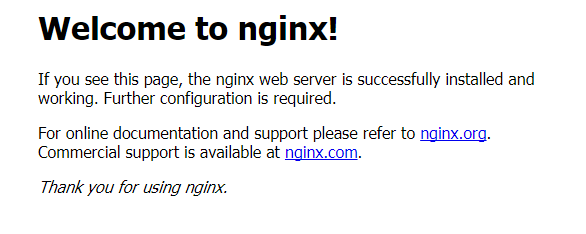 Welcome to nginx!
If you see this page, the nginx web server is successfully installed and
working. Further configuration is required.
For online documentation and support please refer to nginx.org.
Commercial support is available at nginx.com.
Thank you for using nginx.